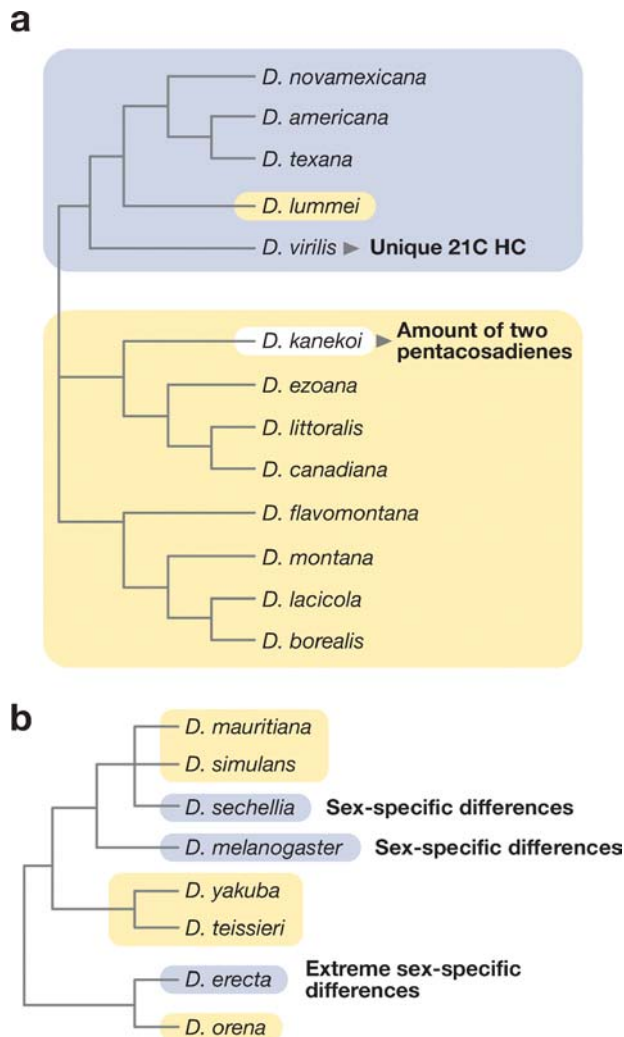 a
D. novamexicana
D. americana
D. texana
D. lummei
D. virilis
Unique 21C HC
D. kanekoi
Amount of two
pentacosadienes
D. ezoana
D. littoralis
D. canadiana
D. flavomontana
D. montana
D. lacicola
D. borealis
b
D. mauritiana
D. simulans
D. sechellia
Sex-specific differences
D. melanogaster
Sex-specific differences
D. yakuba
D. teissieri
D. erecta
Extreme sex-specific
differences
D. orena